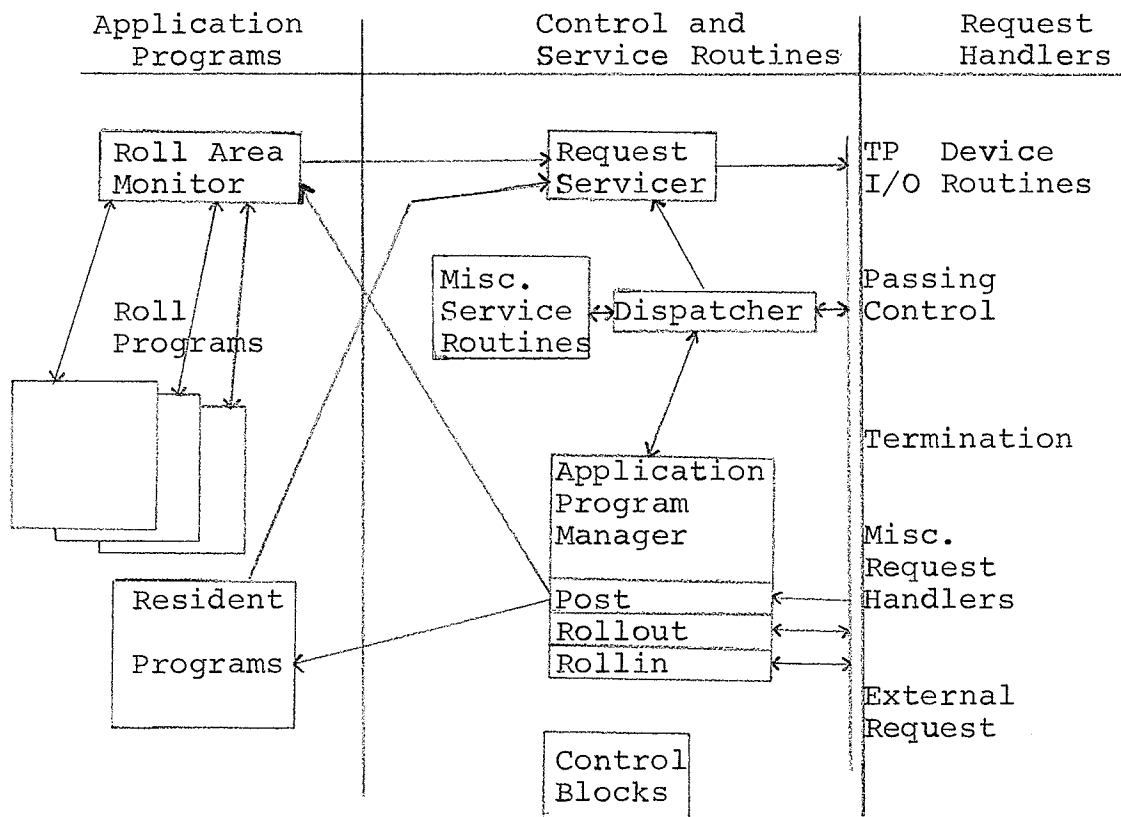 Application
Programs
Control and
Service Routines
Request
Handlers
Roll Area
Monitor
Roll
Programs
Resident
Programs
Request
Servicer
Misc.
Service
Routines
Dispatcher
Application
Program
Manager
Post
Rollout
Rollin
Control
Blocks
TP Device
I/O Routines
Passing
Control
Termination
Misc.
Request
Handlers
External
Request